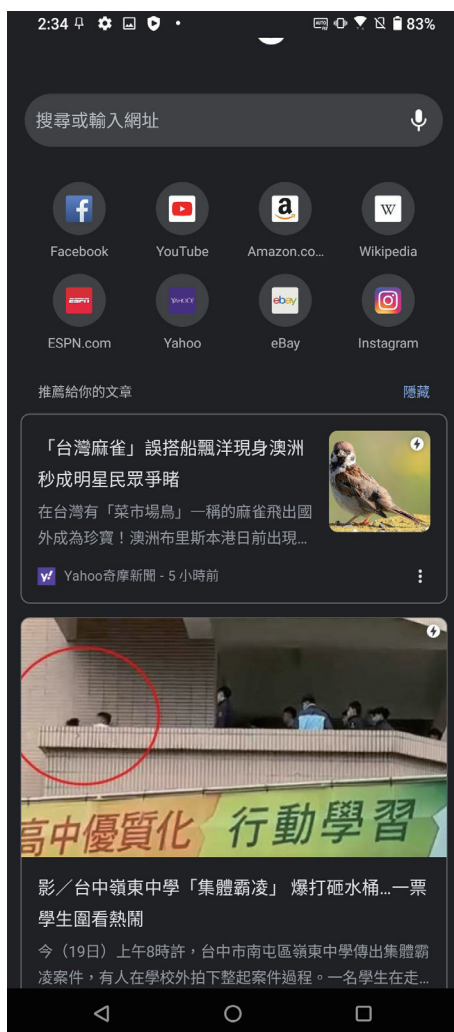 2:34
83%
搜尋或輸入網址
Facebook
YouTube
Amazon.co...
Wikipedia
ESPN.com
Yahoo
eBay
Instagram
推薦給你的文章
隱藏
「台灣麻雀」誤搭船飄洋現身澳洲
秒成明星民眾爭睹
在台灣有「菜市場鳥」一稱的麻雀飛出國
外成為珍寶！澳洲布里斯本港日前出現...
Yahoo奇摩新聞 - 5 小時前
高中優質化 行動學習
影／台中嶺東中學「集體霸凌」 爆打砸水桶...一票
學生圍看熱鬧
今（19日）上午8時許，台中市南屯區嶺東中學傳出集體霸
凌案件，有人在學校外拍下整起案件過程。一名學生在走...